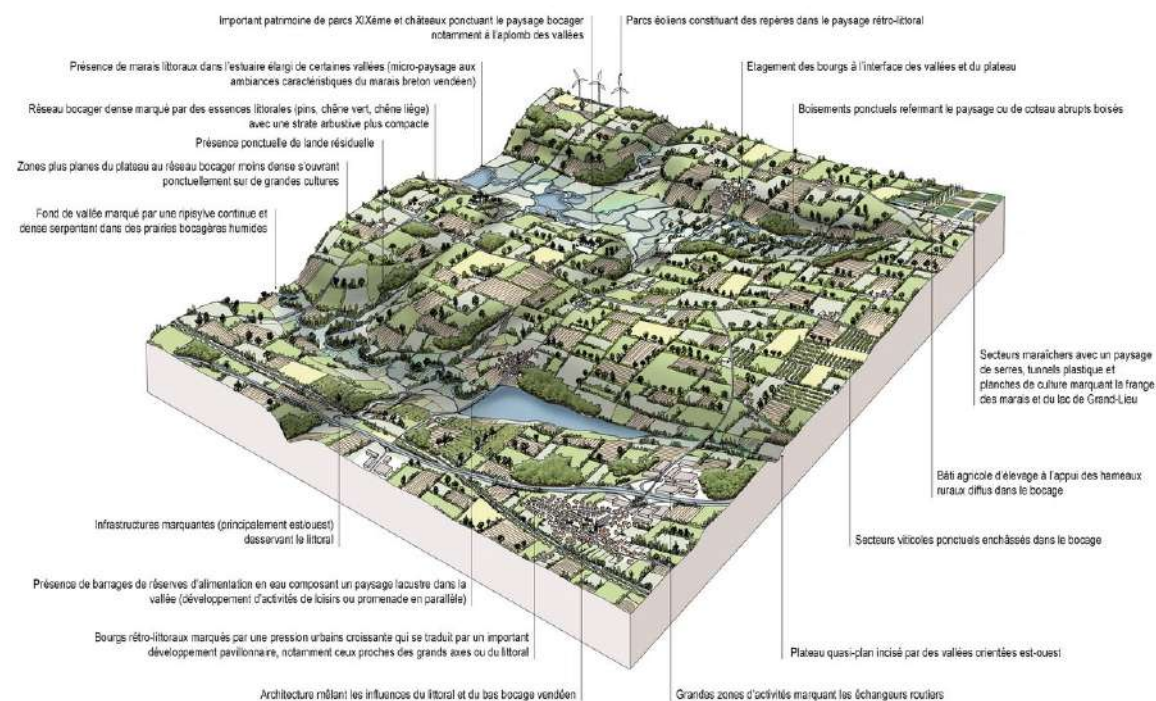 Important patrimoine de parcs XIXéme et châteaux ponctuant le paysage bocager
notamment à l'aplomb des vallées
Parcs éoliens constituant des repères dans le paysage rétro-littoral
Présence de marais littoraux dans l'estuaire élargi de certaines vallées (micro-paysage aux
ambiances caractéristiques du marais breton vendéen)
Etagement des bourgs à l'interface des vallées et du plateau
Réseau bocager dense marqué par des essences littorales (pins, chêne vert, chêne liège)
avec une strate arbustive plus compacte
Boisements ponctuels refermant le paysage ou de coteau abrupts boisés
Présence ponctuelle de lande résiduelle
Zones plus planes du plateau au réseau bocager moins dense s'ouvrant
ponctuellement sur de grandes cultures
Fond de vallée marqué par une ripisylve continue et
dense serpentant dans des prairies bocagères humides
Secteurs maraîchers avec un paysage
de serres, tunnels plastique et
planches de culture marquant la frange
des marais et du lac de Grand-Lieu
Bâti agricole d'élevage à l'appui des hameaux
ruraux diffus dans le bocage
Infrastructures marquantes (principalement est/ouest)
desservant le littoral
Secteurs viticoles ponctuels enchâssés dans le bocage
Présence de barrages de réserves d'alimentation en eau composant un paysage lacustre dans la
vallée (développement d'activités de loisirs ou promenade en parallèle)
Bourgs rétro-littoraux marqués par une pression urbains croissante qui se traduit par un important
développement pavillonnaire, notamment ceux proches des grands axes ou du littoral
Plateau quasi-plan incisé par des vallées orientées est-ouest
Architecture mêlant les influences du littoral et du bas bocage vendéen
Grandes zones d'activités marquant les échangeurs routiers